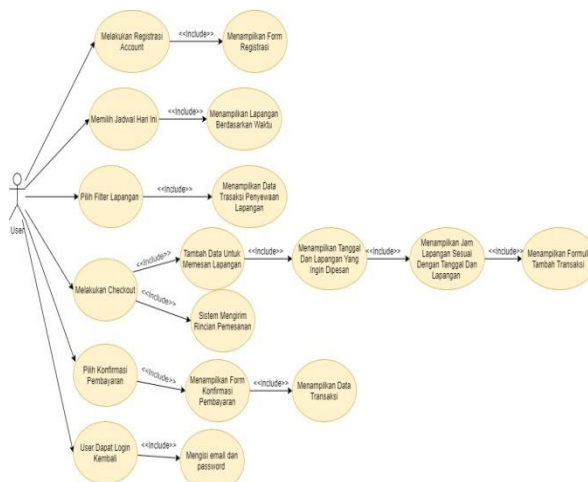 Melakukan Registrasi
Account
<<Include>>
Menampilkan Form
Registrasi
Memilih Jadwal Hari Ini
<<Include>>
Menampilkan Lapangan
Berdasarkan Waktu
Pilih Filter Lapangan
<<Include>>
Menampilkan Data
Trasaksi Penyewaan
Lapangan
User
Melakukan Checkout
<<Include>>
Tambah Data Untuk
Memesan Lapangan
<<Include>>
Menampilkan Tanggal
Dan Lapangan Yang
Ingin Dipesan
<<Include>>
Menampilkan Jam
Lapangan Sesuai
Dengan Tanggal Dan
Lapangan
<<Include>>
Menampilkan Formuli
Tambah Transaksi
<<Include>>
Sistem Mengirim
Rincian Pemesanan
Pilih Konfirmasi
Pembayaran
<<Include>>
Menampilkan Form
Konfirmasi
Pembayaran
<<Include>>
Menampilkan Data
Transaksi
User Dapat Login
Kembali
<<Include>>
Mengisi email dan
password